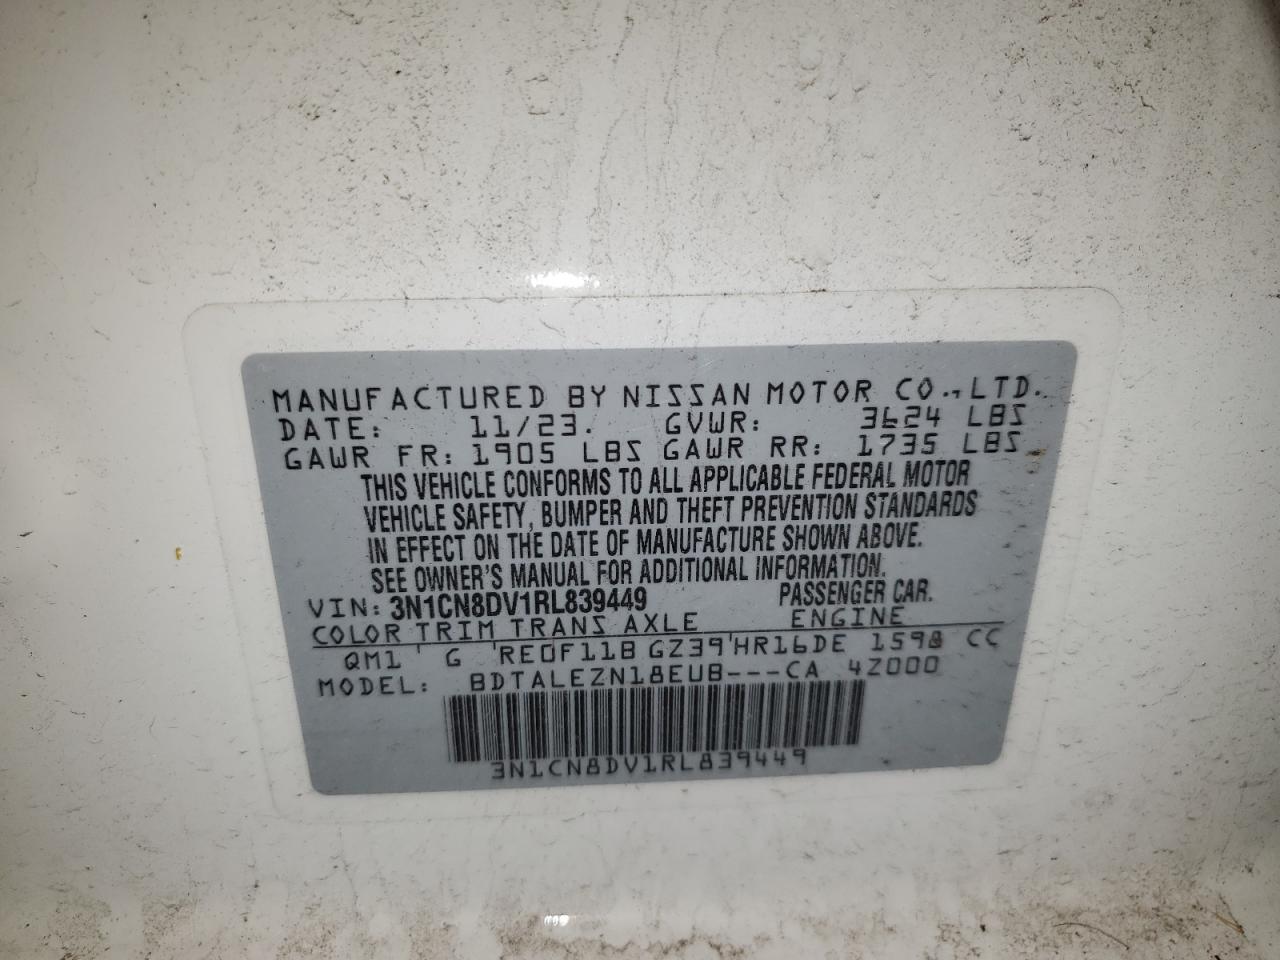 MANUFACTURED BY NISSAN MOTOR CO., LTD.
DATE: 11/23. GVWR: 3624 LBS
GAWR FR: 1905 LBS GAWR RR: 1735 LBS
THIS VEHICLE CONFORMS TO ALL APPLICABLE FEDERAL MOTOR
VEHICLE SAFETY, BUMPER AND THEFT PREVENTION STANDARDS
IN EFFECT ON THE DATE OF MANUFACTURE SHOWN ABOVE.
SEE OWNER'S MANUAL FOR ADDITIONAL INFORMATION.
VIN: 3N1CN8DV1RL839449 PASSENGER CAR.
COLOR TRIM TRANS AXLE ENGINE
QM1 ' G 'RE0F11B GZ39'HR16DE 1598 CC
MODEL: BDTALEZN18EUB---CA 4Z000
3N1CN8DV1RL839449